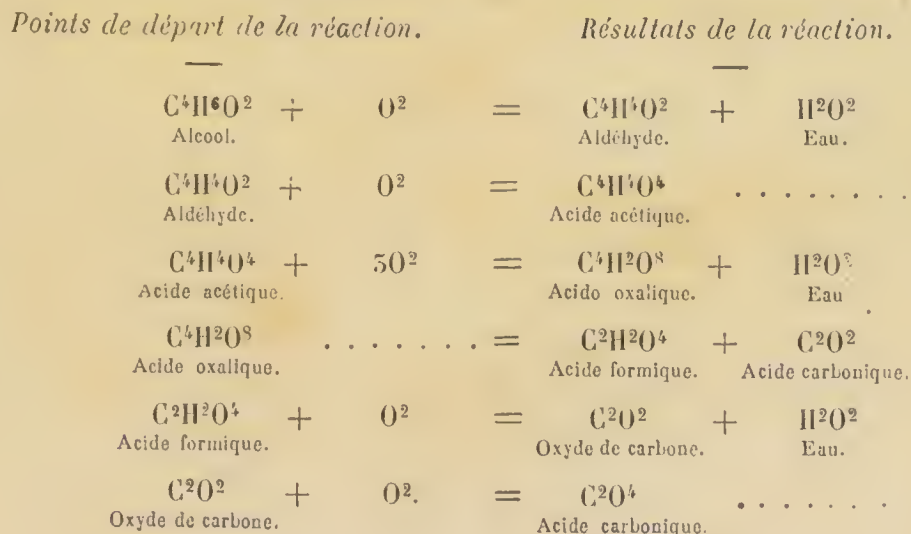 Points de départ de la réaction. Résultats de la réaction.
C⁴H⁶O² + O² = C⁴H⁴O² + H²O²
Alcool. Aldéhyde. Eau.
C⁴H⁴O² + O² = C⁴H⁴O⁴ . . . . . . . .
Aldéhyde. Acide acétique.
C⁴H⁴O⁴ + 3O² = C⁴H²O⁸ + H²O²
Acide acétique. Acido oxalique. Eau
C⁴H²O⁸ . . . . . . . = C²H²O⁴ + C²O²
Acide oxalique. Acide formique. Acide carbonique.
C²H²O⁴ + O² = C²O² + H²O²
Acide formique. Oxyde de carbone. Eau.
C²O² + O². = C²O⁴ . . . . . . .
Oxyde de carbone. Acide carbonique.